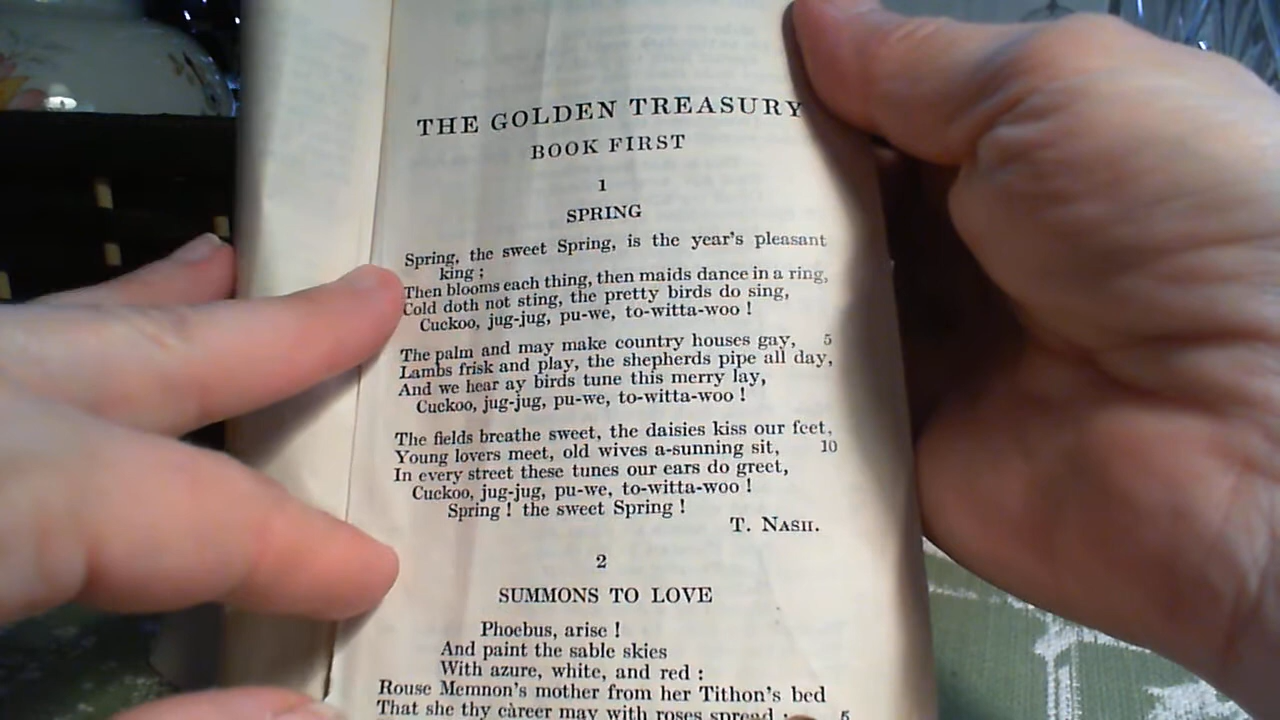 THE GOLDEN TREASURY
BOOK FIRST
1
SPRING
Spring, the sweet Spring, is the year's pleasant
king ;
Then blooms each thing, then maids dance in a ring,
Cold doth not sting, the pretty birds do sing,
Cuckoo, jug-jug, pu-we, to-witta-woo !
The palm and may make country houses gay, 5
Lambs frisk and play, the shepherds pipe all day,
And we hear ay birds tune this merry lay,
Cuckoo, jug-jug, pu-we, to-witta-woo !
The fields breathe sweet, the daisies kiss our feet,
Young lovers meet, old wives a-sunning sit, 10
In every street these tunes our ears do greet,
Cuckoo, jug-jug, pu-we, to-witta-woo !
Spring ! the sweet Spring !
T. NASH.
2
SUMMONS TO LOVE
Phoebus, arise !
And paint the sable skies
With azure, white, and red :
Rouse Memnon's mother from her Tithon's bed
That she thy càreer may with roses spread : 5